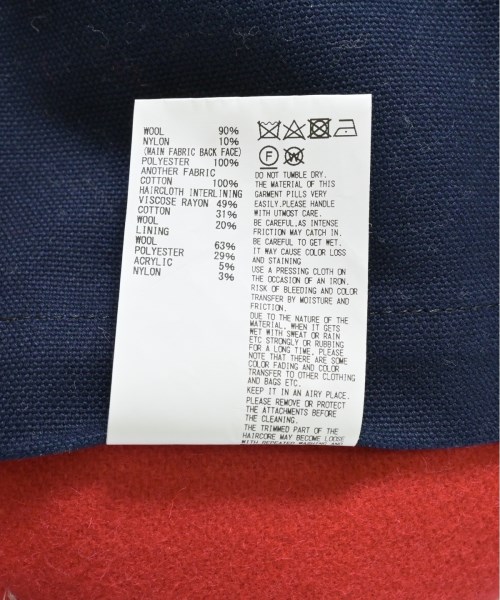 WOOL 90%
NYLON 10%
(MAIN FABRIC BACK FACE)
POLYESTER 100%
ANOTHER FABRIC
COTTON 100%
HAIRCLOTH INTERLINING
VISCOSE RAYON 49%
COTTON 31%
WOOL 20%
LINING
WOOL 63%
POLYESTER 29%
ACRYLIC 5%
NYLON 3%
F W
DO NOT TUMBLE DRY.
THE MATERIAL OF THIS
GARMENT PILLS VERY
EASILY.PLEASE HANDLE
WITH UTMOST CARE.
BE CAREFUL,AS INTENSE
FRICTION MAY CATCH IN.
BE CAREFUL TO GET WET.
IT WAY CAUSE COLOR LOSS
AND STAINING
USE A PRESSING CLOTH ON
THE OCCASION OF AN IRON.
RISK OF BLEEDING AND COLOR
TRANSFER BY MOISTURE AND
FRICTION.
DUE TO THE NATURE OF THE
MATERIAL, WHEN IT GETS
WET WITH SWEAT OR RAIN
ETC STRONGLY OR RUBBING
FOR A LONG TIME, PLEASE
NOTE THAT THERE ARE SOME
COLOR FADING AND COLOR
TRANSFER TO OTHER CLOTHING
AND BAGS ETC.
KEEP IT IN AN AIRY PLACE.
PLEASE REMOVE OR PROTECT
THE ATTACHMENTS BEFORE
THE CLEANING.
THE TRIMMED PART OF THE
HAIRCORE MAY BECOME LOOSE
WITH REPEATED WARING AND